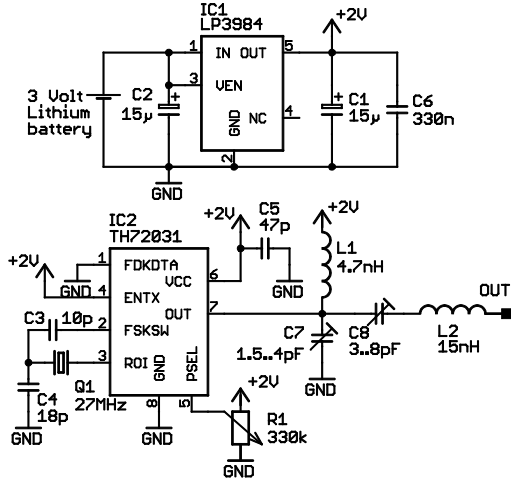 IC1
LP3984
+2V
1
IN OUT
5
3
VEN
C2
15µ
+
3 Volt
Lithium
battery
4
NC
GND
2
+
C1
15µ
C6
330n
GND
IC2
TH72031
+2V
C5
47p
+2V
L1
4.7nH
+2V
1
FDKDTA
GND
VCC
6
GND
4
ENTX
OUT
7
OUT
C3
10p
2
FSKSW
C7
1.5..4pF
C8
3..8pF
L2
15nH
3
ROI
GND
PSEL
Q1
27MHz
C4
18p
GND
8
5
GND
+2V
R1
330k
GND
GND